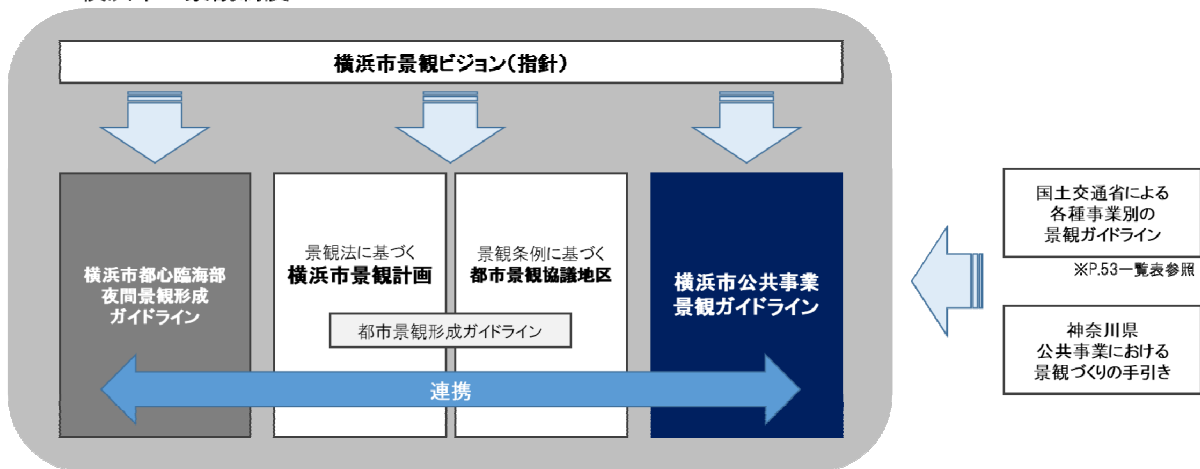 横浜市景観ビジョン(指針)
横浜市都心臨海部
夜間景観形成
ガイドライン
景観法に基づく
横浜市景観計画
景観条例に基づく
都市景観協議地区
都市景観形成ガイドライン
横浜市公共事業
景観ガイドライン
連携
国土交通省による
各種事業別の
景観ガイドライン
※P.53一覧表参照
神奈川県
公共事業における
景観づくりの手引き